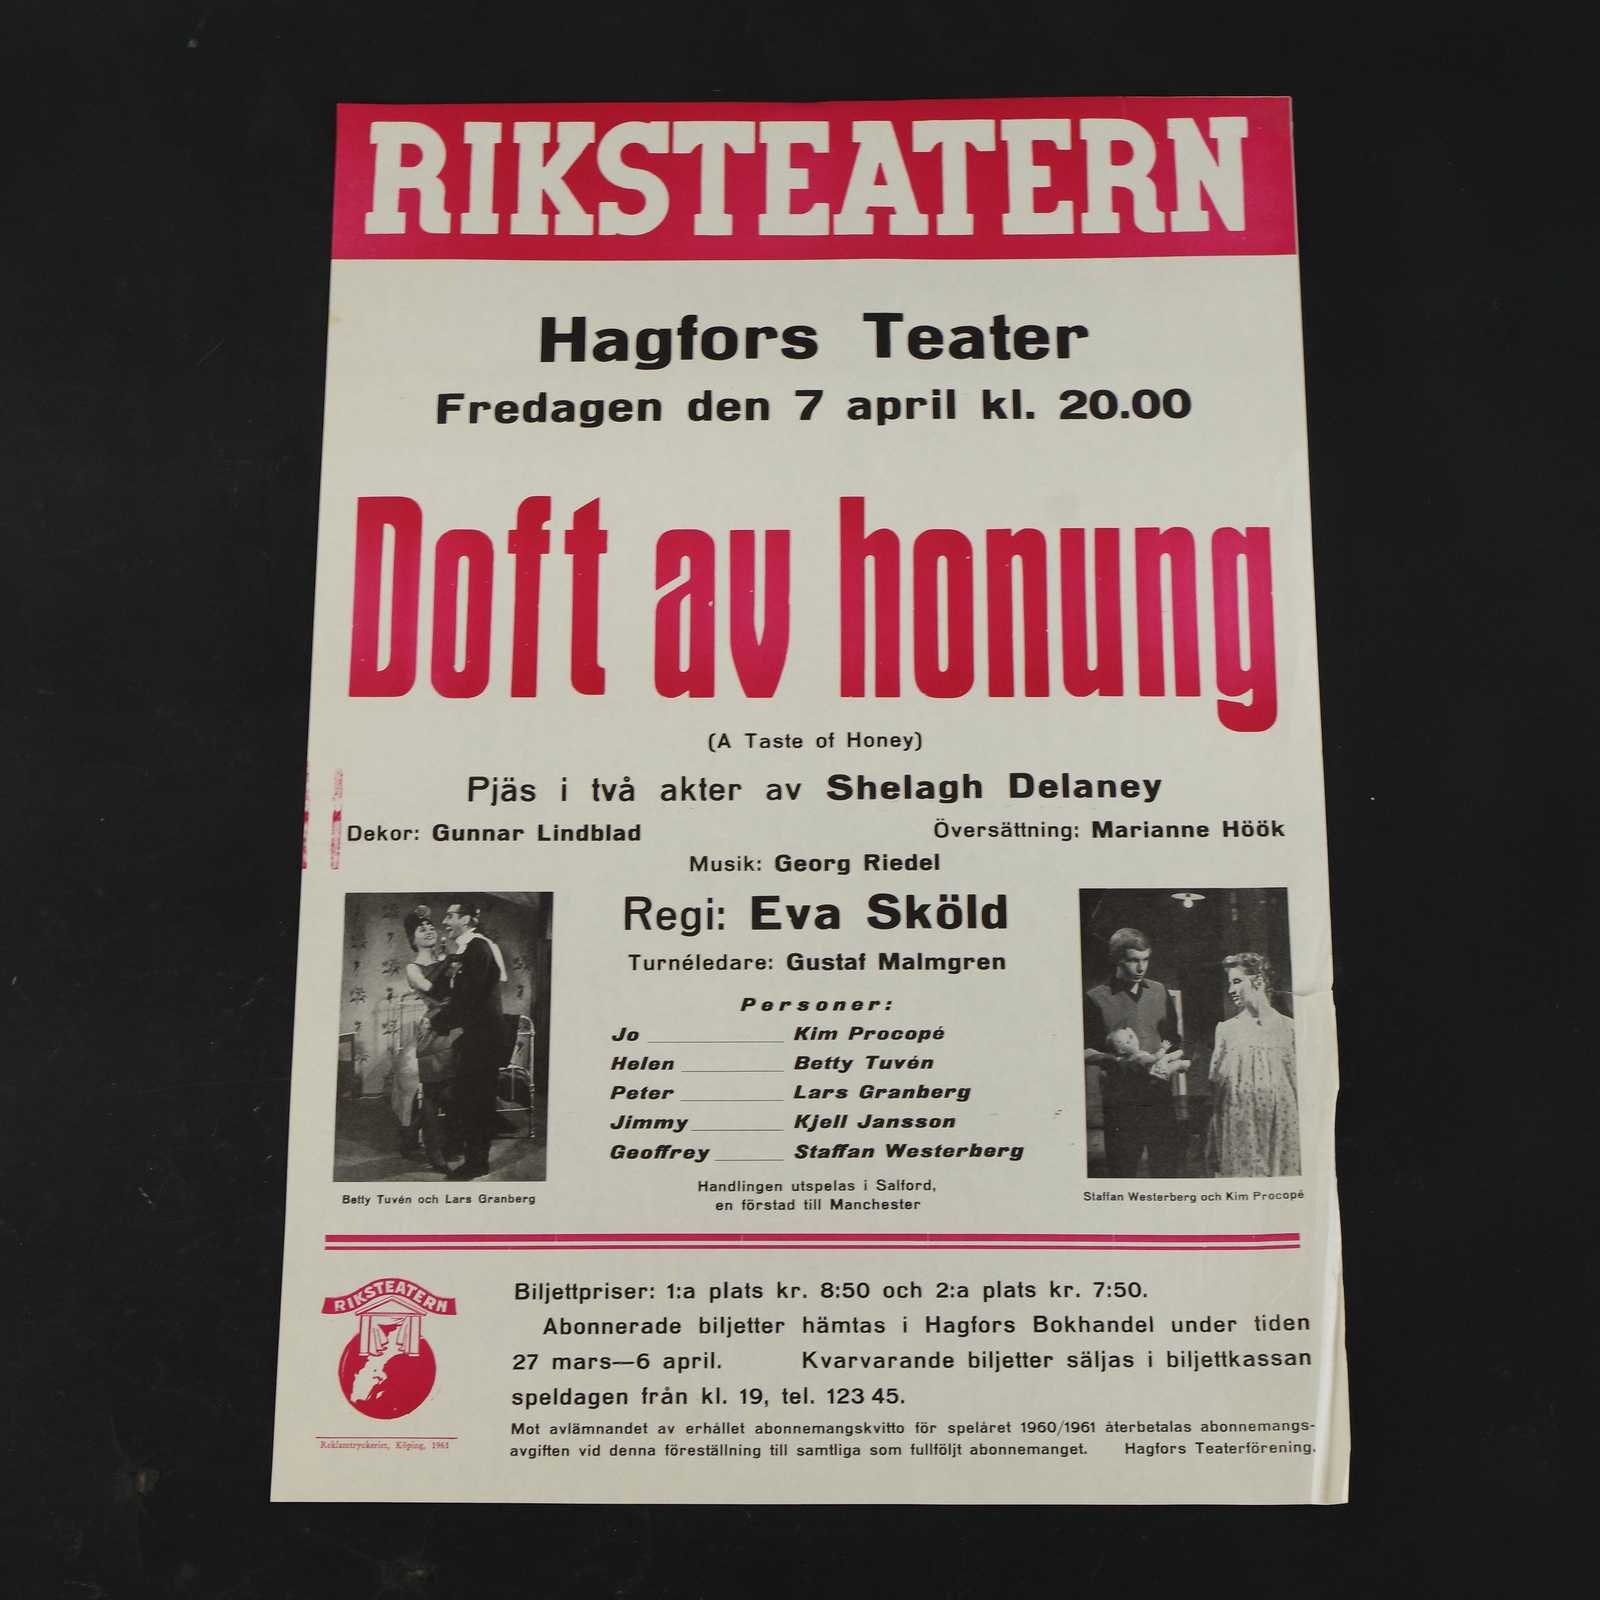 RIKSTEATERN
Hagfors Teater
Fredagen den 7 april kl. 20.00
Doft av honung
(A Taste of Honey)
Pjäs i två akter av Shelagh Delaney
Dekor: Gunnar Lindblad
Översättning: Marianne Höök
Musik: Georg Riedel
Regi: Eva Sköld
Turnéledare: Gustaf Malmgren
Personer:
Jo Kim Procopé
Helen Betty Tuvén
Peter Lars Granberg
Jimmy Kjell Jansson
Geoffrey Staffan Westerberg
Handlingen utspelas i Salford,
en förstad till Manchester
Betty Tuvén och Lars Granberg
Staffan Westerberg och Kim Procopé
RIKSTEATERN
Reklamtryckeriet, Köping, 1961
Biljettpriser: 1:a plats kr. 8:50 och 2:a plats kr. 7:50.
Abonnerade biljetter hämtas i Hagfors Bokhandel under tiden
27 mars—6 april. Kvarvarande biljetter säljas i biljettkassan
speldagen från kl. 19, tel. 123 45.
Mot avlämnandet av erhållet abonnemangskvitto för spelåret 1960/1961 återbetalas abonnemangs-
avgiften vid denna föreställning till samtliga som fullföljt abonnemanget. Hagfors Teaterförening.